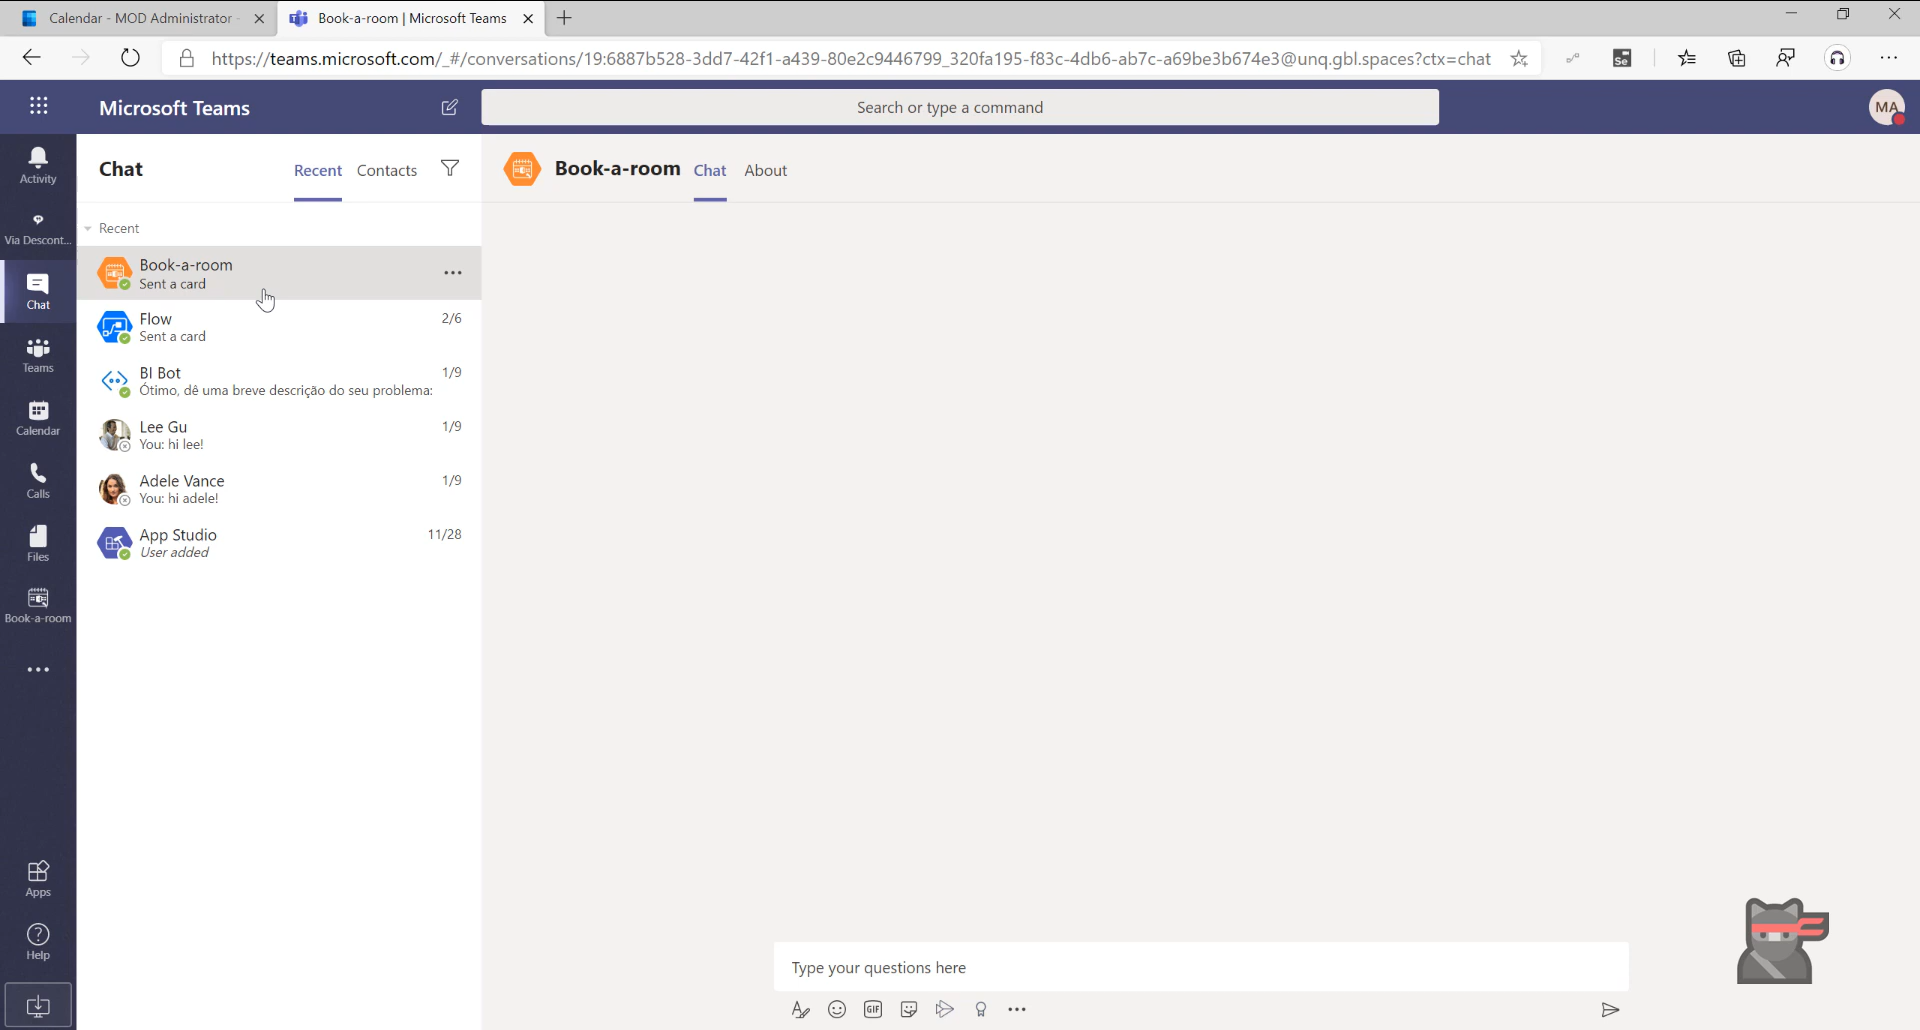 Calendar - MOD Administrator -
Book-a-room | Microsoft Teams
https://teams.microsoft.com/_#/conversations/19:6887b528-3dd7-42f1-a439-80e2c9446799_320fa195-f83c-4db6-ab7c-a69be3b674e3@unq.gbl.spaces?ctx=chat
Se
Microsoft Teams
Search or type a command
MA
Activity
Via Descont...
Chat
Teams
Calendar
Calls
Files
Book-a-room
Apps
Help
Chat
Recent
Contacts
Recent
Book-a-room
Sent a card
Flow
2/6
Sent a card
BI Bot
1/9
Ótimo, dê uma breve descrição do seu problema:
Lee Gu
1/9
You: hi lee!
Adele Vance
1/9
You: hi adele!
App Studio
11/28
User added
Book-a-room
Chat
About
Type your questions here
GIF